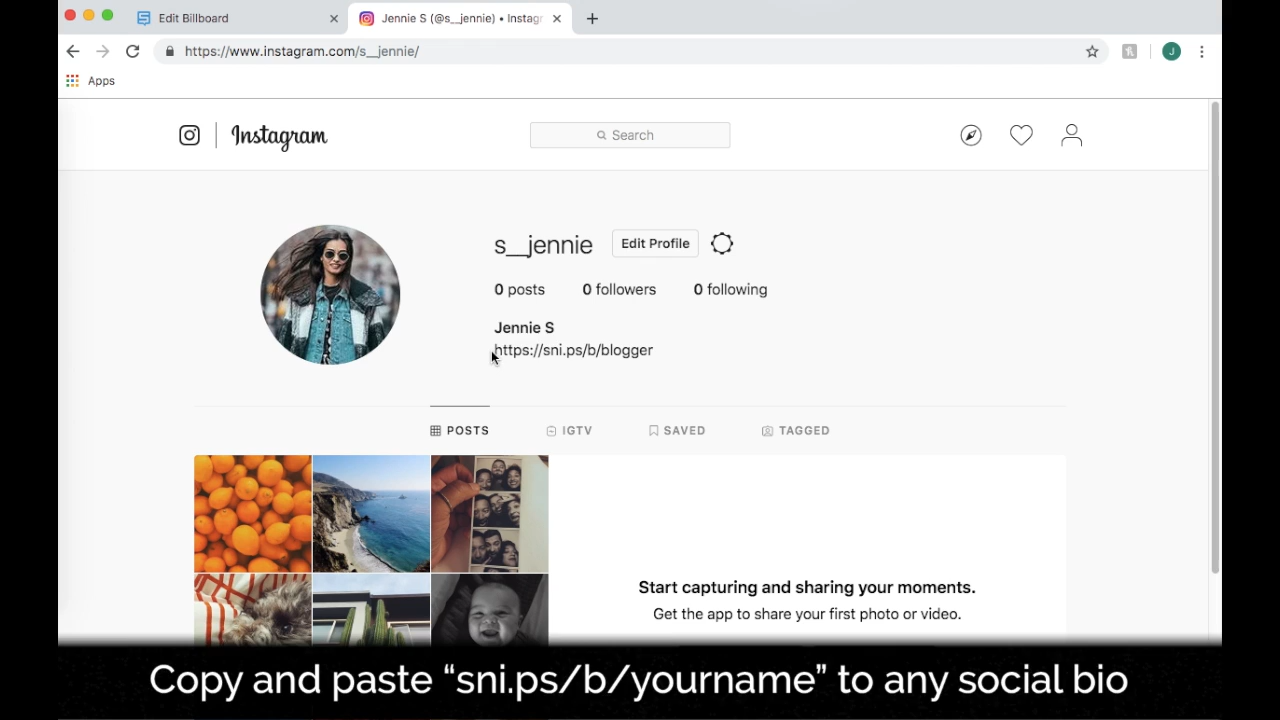 Edit Billboard
Jennie S (@s__jennie) • Instagr
https://www.instagram.com/s__jennie/
J
Apps
Instagram
Search
s__jennie
Edit Profile
0 posts 0 followers 0 following
Jennie S
https://sni.ps/b/blogger
POSTS IGTV SAVED TAGGED
Start capturing and sharing your moments.
Get the app to share your first photo or video.
Copy and paste “sni.ps/b/yourname” to any social bio